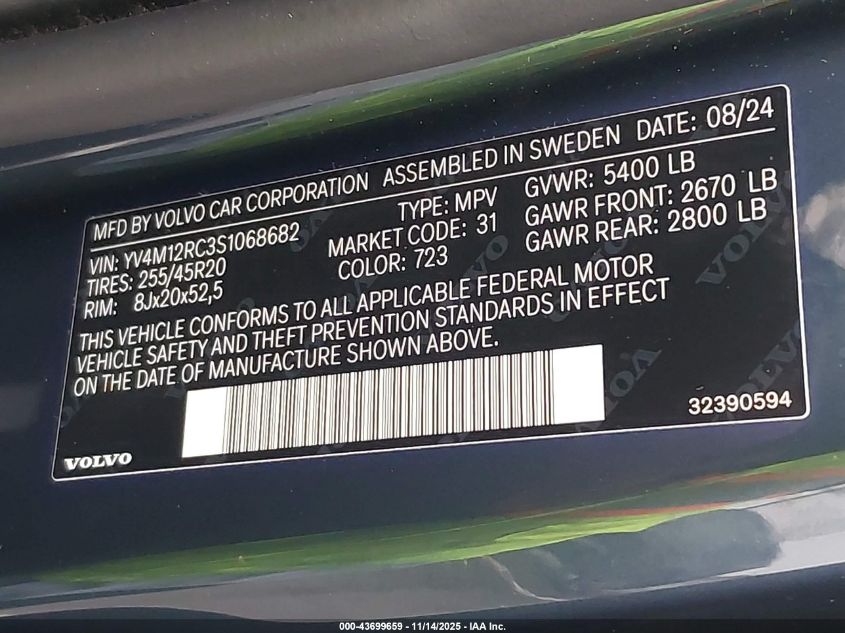 MFD BY VOLVO CAR CORPORATION ASSEMBLED IN SWEDEN DATE: 08/24
VIN: YV4M12RC3S1068682 TYPE: MPV GVWR: 5400 LB
TIRES: 255/45R20 MARKET CODE: 31 GAWR FRONT: 2670 LB
RIM: 8Jx20x52,5 COLOR: 723 GAWR REAR: 2800 LB
THIS VEHICLE CONFORMS TO ALL APPLICABLE FEDERAL MOTOR
VEHICLE SAFETY AND THEFT PREVENTION STANDARDS IN EFFECT
ON THE DATE OF MANUFACTURE SHOWN ABOVE.
32390594
VOLVO
000-43699659 - 11/14/2025 - IAA Inc.